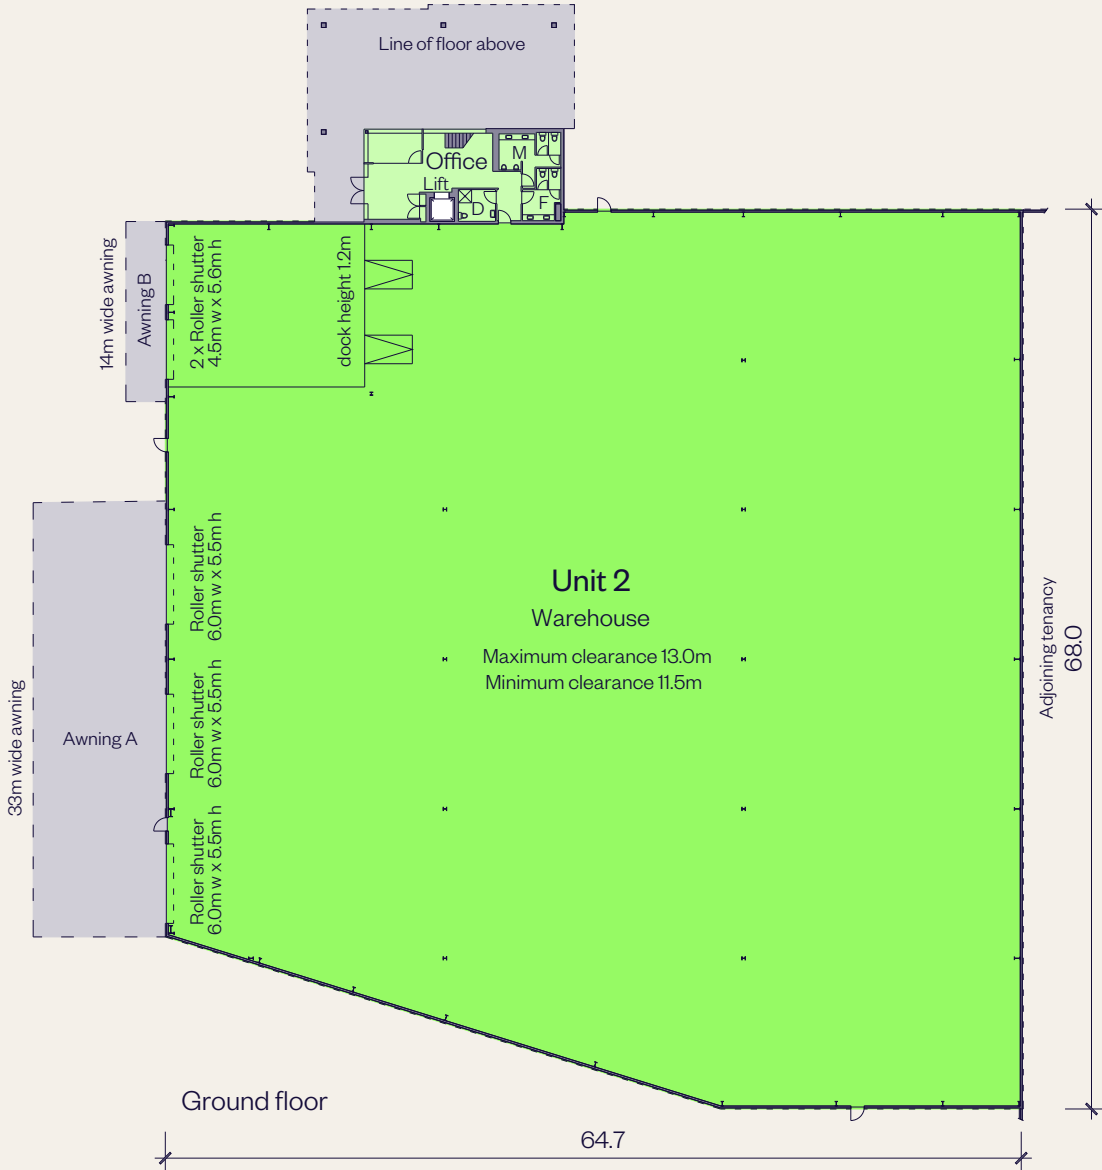 Line of floor above
Office
M
Lift
D
F
14m wide awning
Awning B
2 x Roller shutter
4.5m w x 5.6m h
dock height 1.2m
Roller shutter
6.0m w x 5.5m h
Unit 2
Warehouse
Maximum clearance 13.0m
Minimum clearance 11.5m
Adjoining tenancy
68.0
33m wide awning
Awning A
Roller shutter
6.0m w x 5.5m h
Roller shutter
6.0m w x 5.5m h
Ground floor
64.7